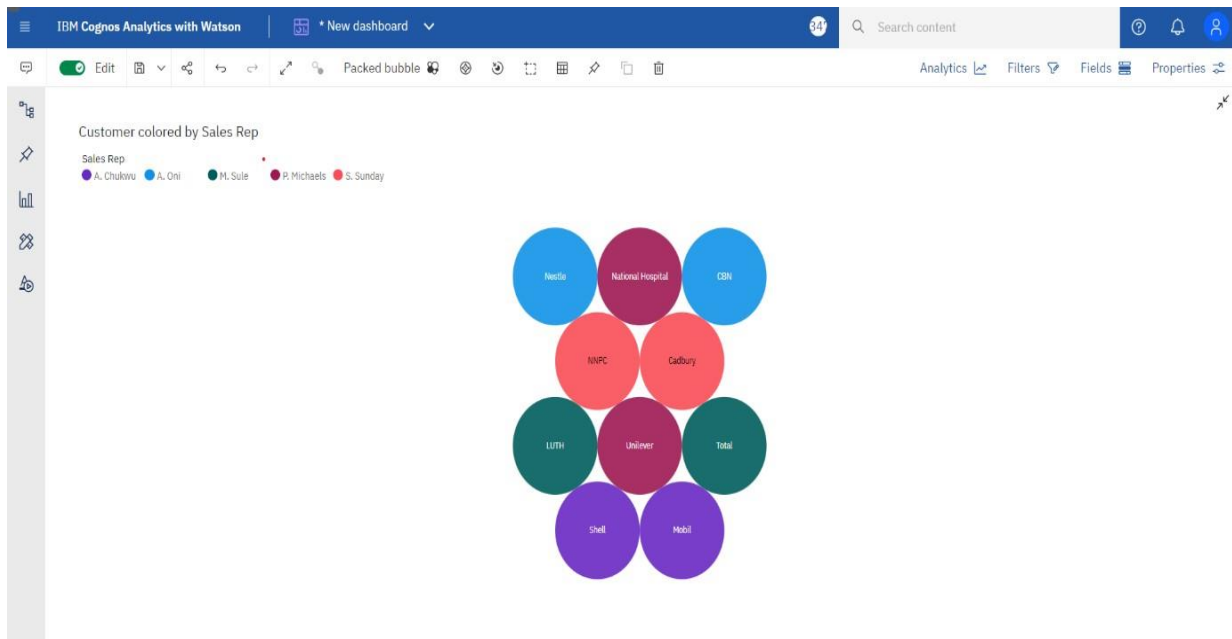 IBM Cognos Analytics with Watson * New dashboard Search content
Edit Packed bubble Analytics Filters Fields Properties
Customer colored by Sales Rep
Sales Rep
A. Chukwu A. Oni M. Sule P. Michaels S. Sunday
Nestle National Hospital CBN
NNPC Cadbury
LUTH Unilever Total
Shell Mobil